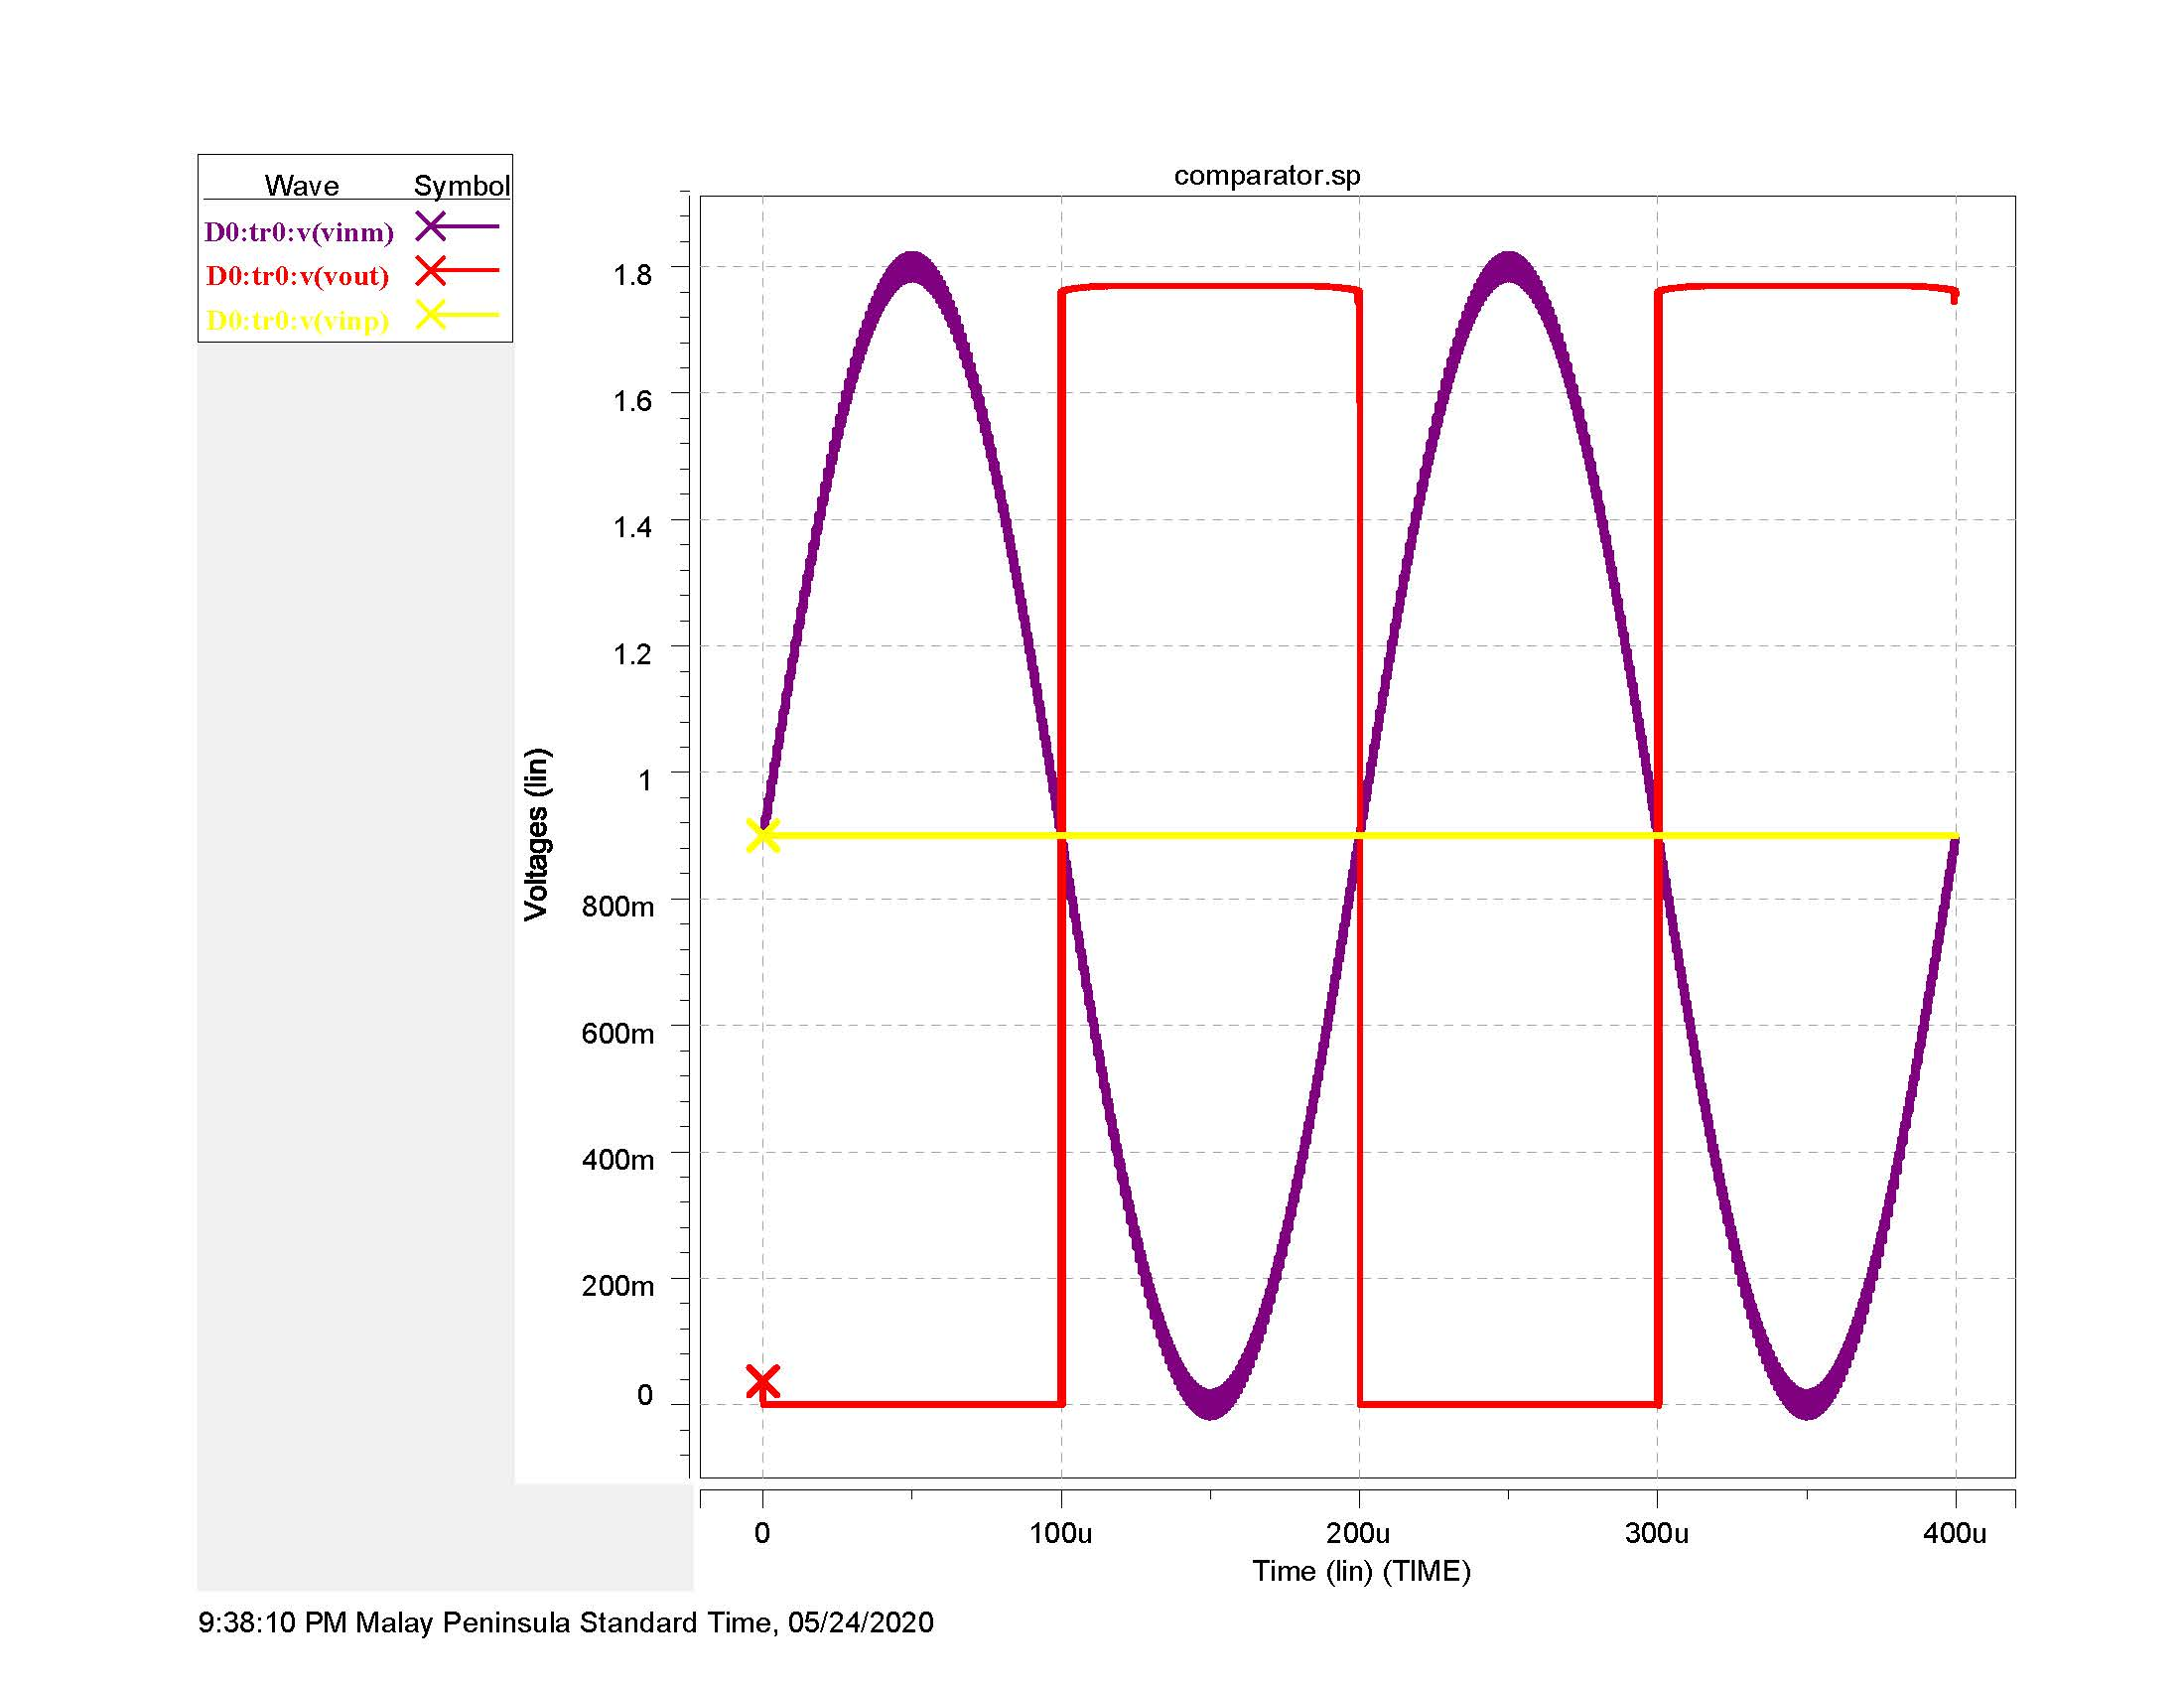 comparator.sp
Wave Symbol
D0:tr0:v(vinm)
D0:tr0:v(vout)
D0:tr0:v(vinp)
1.8
1.6
1.4
1.2
1
800m
600m
400m
200m
0
Voltages (lin)
0 100u 200u 300u 400u
Time (lin) (TIME)
9:38:10 PM Malay Peninsula Standard Time, 05/24/2020